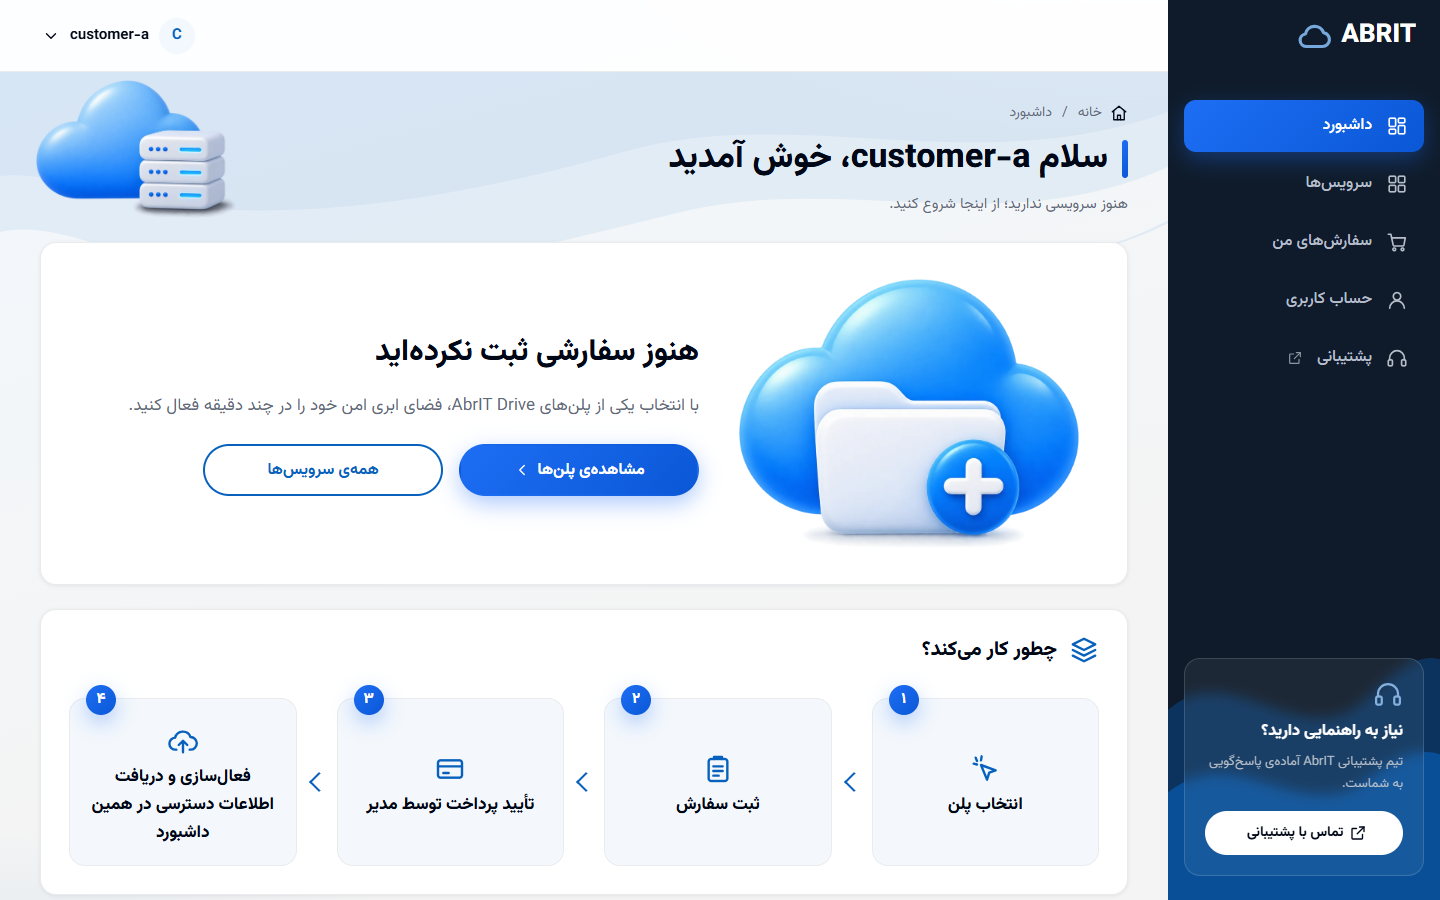 ABRIT
داشبورد
سرویس‌ها
سفارش‌های من
حساب کاربری
پشتیبانی
نیاز به راهنمایی دارید؟
تیم پشتیبانی AbrIT آماده‌ی پاسخ‌گویی
به شماست.
تماس با پشتیبانی
C customer-a
خانه / داشبورد
سلام customer-a، خوش آمدید
هنوز سرویسی ندارید؛ از اینجا شروع کنید.
هنوز سفارشی ثبت نکرده‌اید
با انتخاب یکی از پلن‌های AbrIT Drive، فضای ابری امن خود را در چند دقیقه فعال کنید.
مشاهده‌ی پلن‌ها
همه‌ی سرویس‌ها
چطور کار می‌کند؟
۱
انتخاب پلن
۲
ثبت سفارش
۳
تأیید پرداخت توسط مدیر
۴
فعال‌سازی و دریافت
اطلاعات دسترسی در همین
داشبورد